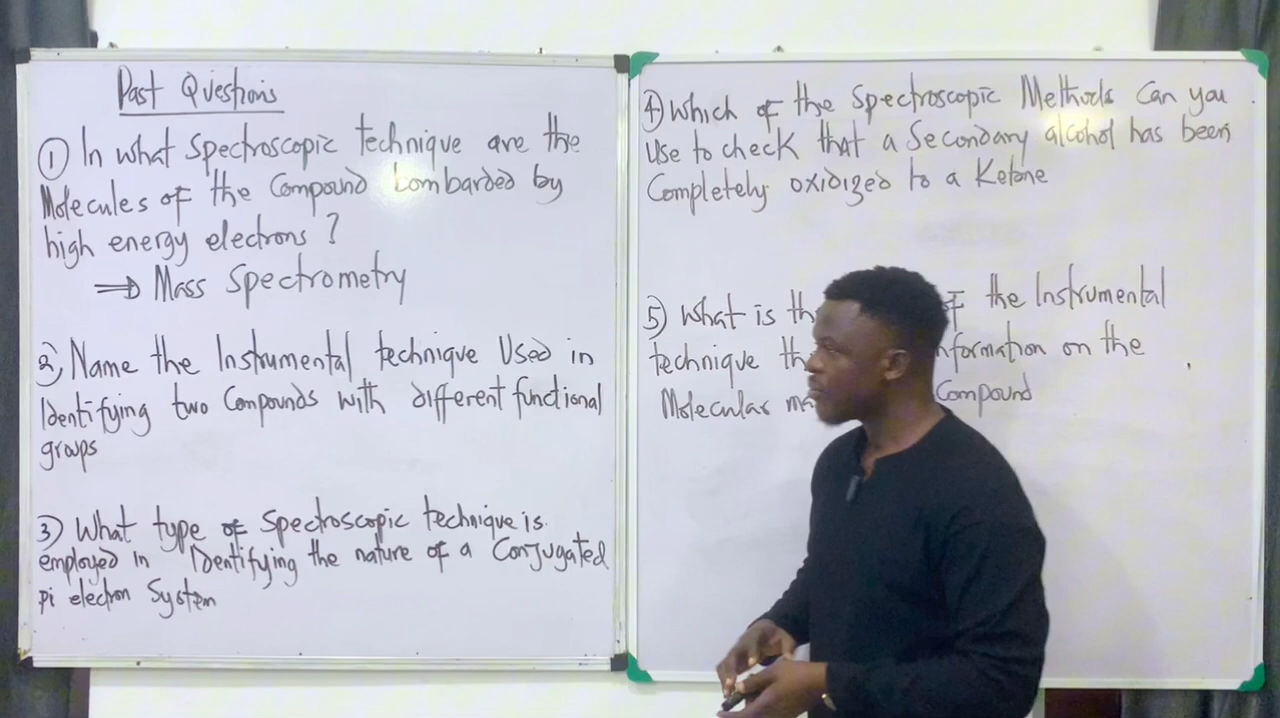 Past Questions
① In what spectroscopic technique are the
Molecules of the Compound bombarded by
high energy electrons ?
⇒ Mass Spectrometry
2) Name the Instrumental technique Used in
Identifying two Compounds with different functional
groups
3) What type of Spectroscopic technique is
employed in Identifying the nature of a Conjugated
pi electron System
4) Which of the Spectroscopic Methods Can you
Use to check that a Secondary alcohol has been
Completely oxidized to a Ketone
5) What is the Instrumental
technique on the
Molecular Compound